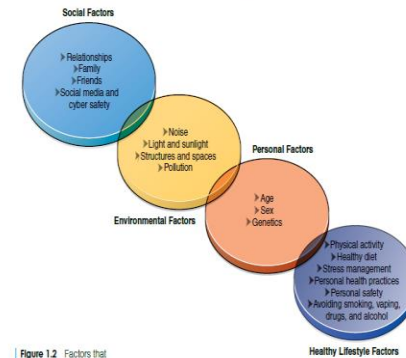 Social Factors
➤Relationships
➤Family
➤Friends
➤Social media and
cyber safety
➤Noise
➤Light and sunlight
➤Structures and spaces
➤Pollution
Environmental Factors
Personal Factors
➤Age
➤Sex
➤Genetics
➤Physical activity
➤Healthy diet
➤Stress management
➤Personal health practices
➤Personal safety
➤Avoiding smoking, vaping,
drugs, and alcohol
Healthy Lifestyle Factors
Figure 1.2 Factors that